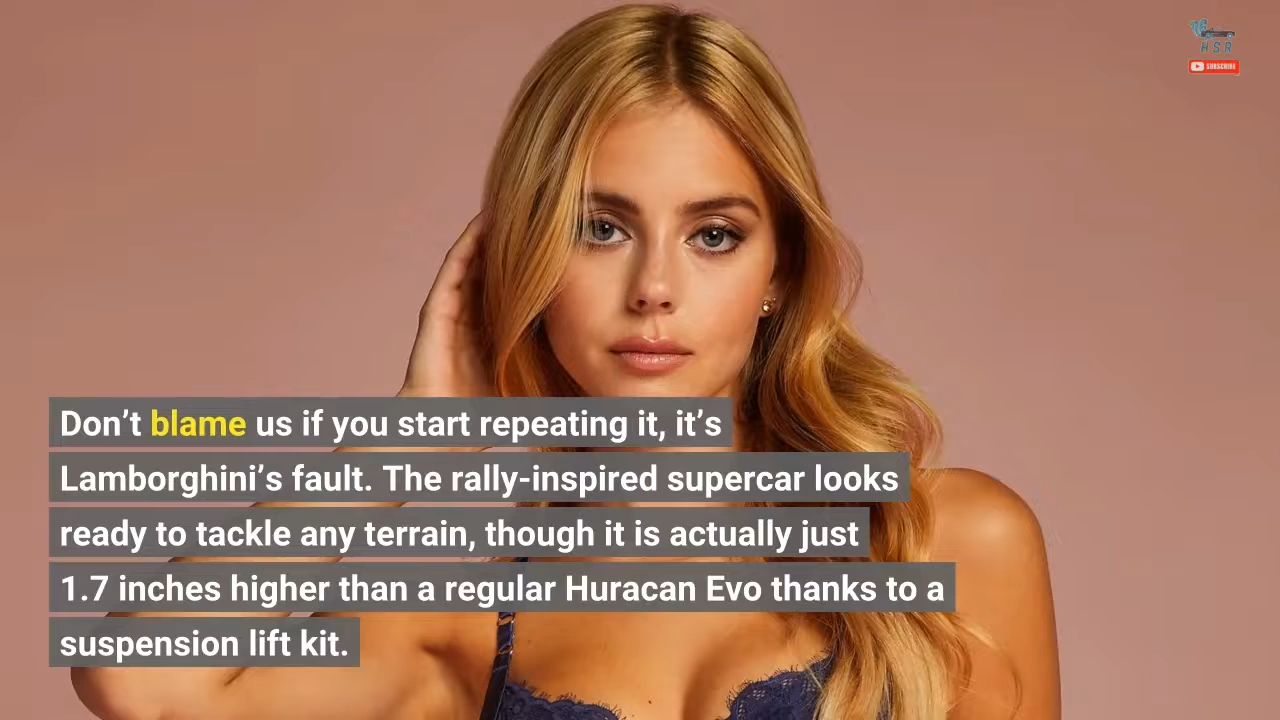 HSR
SUBSCRIBE
Don’t blame us if you start repeating it, it’s
Lamborghini’s fault. The rally-inspired supercar looks
ready to tackle any terrain, though it is actually just
1.7 inches higher than a regular Huracan Evo thanks to a
suspension lift kit.